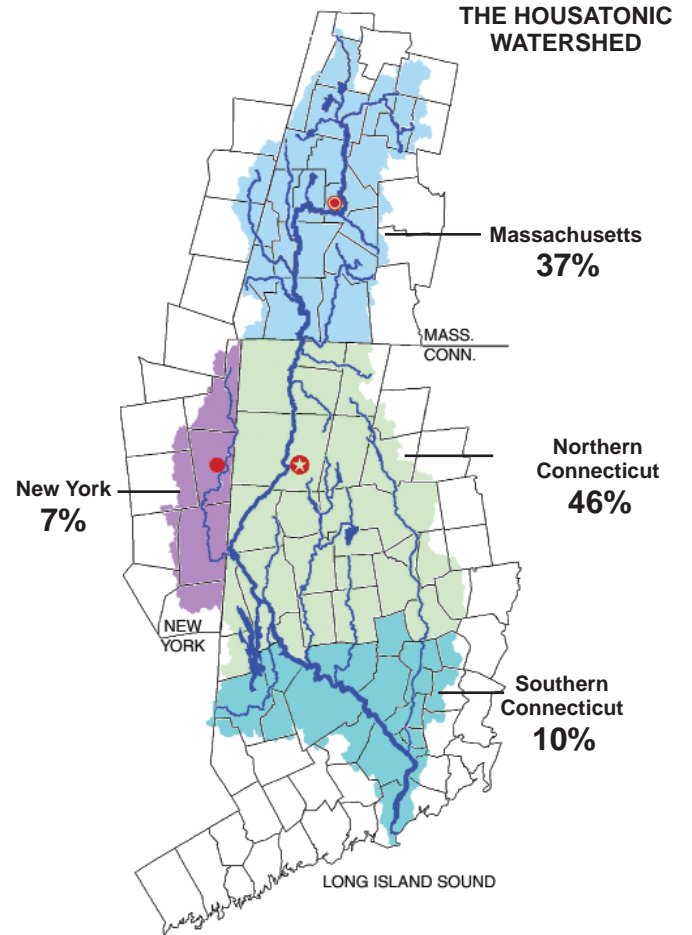 THE HOUSATONIC
WATERSHED
Massachusetts
37%
MASS.
CONN.
Northern
Connecticut
46%
New York
7%
NEW
YORK
Southern
Connecticut
10%
LONG ISLAND SOUND